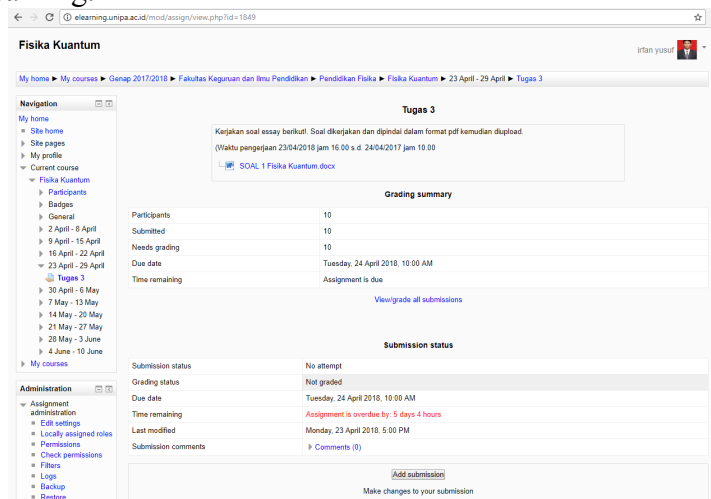 elearning.unipa.ac.id/mod/assign/view.php?id=1849
Fisika Kuantum
irfan yusuf
My home ► My courses ► Genap 2017/2018 ► Fakultas Keguruan dan Ilmu Pendidikan ► Pendidikan Fisika ► Fisika Kuantum ► 23 April - 29 April ► Tugas 3
Navigation
My home
Site home
Site pages
My profile
Current course
Fisika Kuantum
Participants
Badges
General
2 April - 8 April
9 April - 15 April
16 April - 22 April
23 April - 29 April
Tugas 3
30 April - 6 May
7 May - 13 May
14 May - 20 May
21 May - 27 May
28 May - 3 June
4 June - 10 June
My courses
Administration
Assignment
administration
Edit settings
Locally assigned roles
Permissions
Check permissions
Filters
Logs
Backup
Restore
Tugas 3
Kerjakan soal essay berikut!. Soal dikerjakan dan dipindai dalam format pdf kemudian diupload.
(Waktu pengerjaan 23/04/2018 jam 16.00 s.d. 24/04/2017 jam 10.00
SOAL 1 Fisika Kuantum.docx
Grading summary
Participants 10
Submitted 10
Needs grading 10
Due date Tuesday, 24 April 2018, 10:00 AM
Time remaining Assignment is due
View/grade all submissions
Submission status
Submission status No attempt
Grading status Not graded
Due date Tuesday, 24 April 2018, 10:00 AM
Time remaining Assignment is overdue by: 5 days 4 hours
Last modified Monday, 23 April 2018, 5:00 PM
Submission comments Comments (0)
Add submission
Make changes to your submission